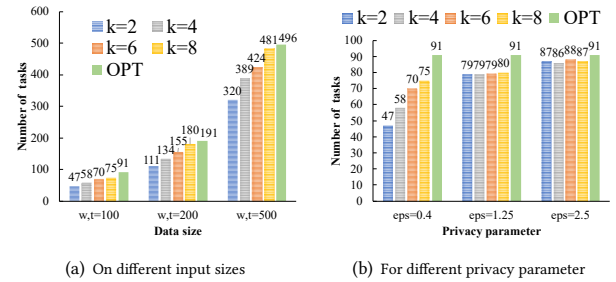 k=2 k=4
k=6 k=8
OPT
Number of tasks
600
500
400
300
200
100
0
47 58 70 75 91
111 134 155 180 191
320 389 424 481 496
w,t=100 w,t=200 w,t=500
Data size
(a) On different input sizes
k=2 k=4 k=6 k=8 OPT
Number of tasks
100
90
80
70
60
50
40
30
20
10
0
47 58 70 75 91
79 79 79 80 91
87 86 88 87 91
eps=0.4 eps=1.25 eps=2.5
Privacy parameter
(b) For different privacy parameter